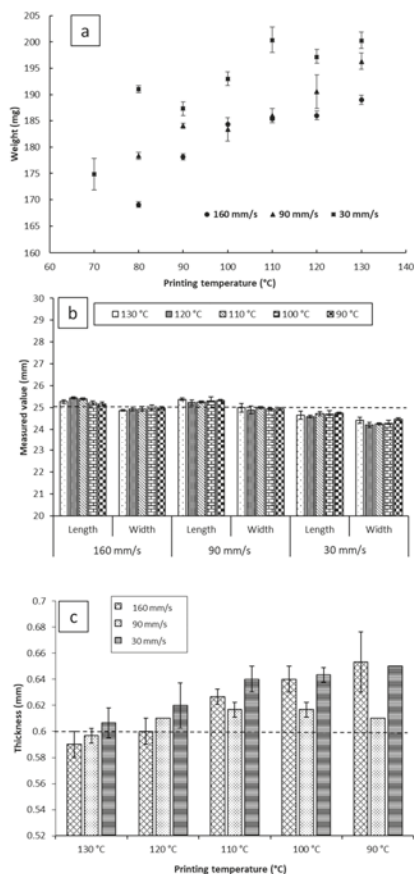 a
205
200
195
190
185
180
175
170
165
160
Weight (mg)
160 mm/s 90 mm/s 30 mm/s
60 70 80 90 100 110 120 130 140
Printing temperature (°C)
b
130 °C 120 °C 110 °C 100 °C 90 °C
30
29
28
27
26
25
24
23
22
21
20
Measured value (mm)
Length Width Length Width Length Width
160 mm/s 90 mm/s 30 mm/s
c
160 mm/s
90 mm/s
30 mm/s
0.7
0.68
0.66
0.64
0.62
0.6
0.58
0.56
0.54
0.52
Thickness (mm)
130 °C 120 °C 110 °C 100 °C 90 °C
Printing temperature (°C)